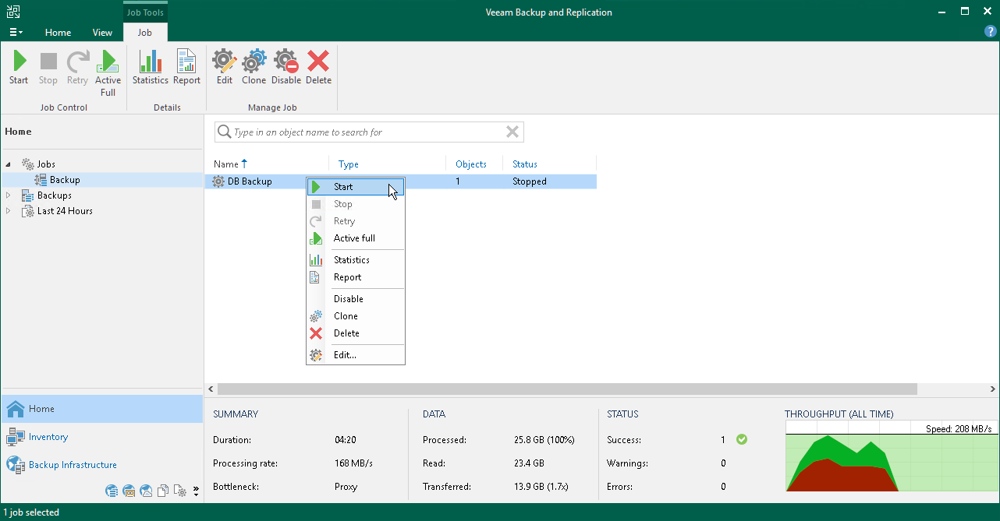 Job Tools
Veeam Backup and Replication
Home View Job
?
Start Stop Retry Active Full Statistics Report Edit Clone Disable Delete
Job Control Details Manage Job
Home
Type in an object name to search for
Jobs
Backup
Backups
Last 24 Hours
Name Type Objects Status
DB Backup 1 Stopped
Start
Stop
Retry
Active full
Statistics
Report
Disable
Clone
Delete
Edit...
Home
Inventory
Backup Infrastructure
SUMMARY
Duration: 04:20
Processing rate: 168 MB/s
Bottleneck: Proxy
DATA
Processed: 25.8 GB (100%)
Read: 23.4 GB
Transferred: 13.9 GB (1.7x)
STATUS
Success: 1
Warnings: 0
Errors: 0
THROUGHPUT (ALL TIME)
Speed: 208 MB/s
1 job selected